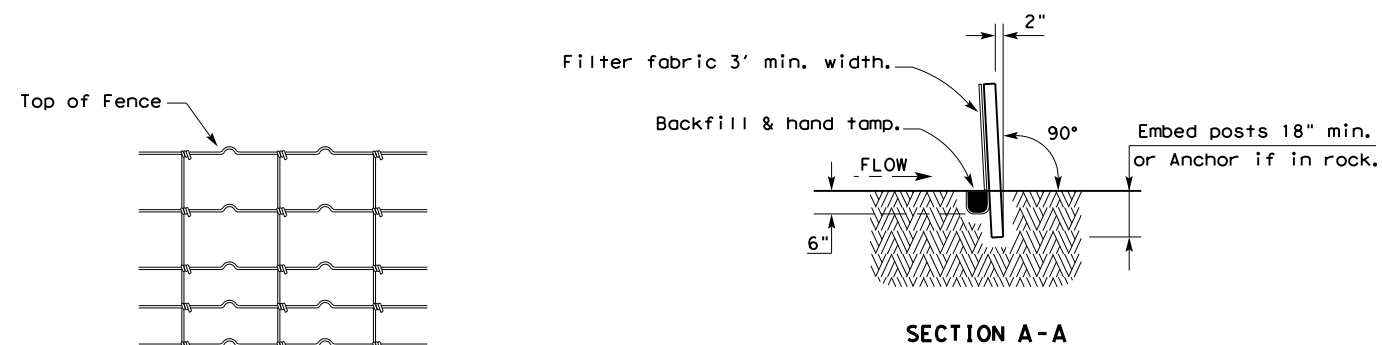 2"
Filter fabric 3' min. width.
Top of Fence
Backfill & hand tamp.
90°
Embed posts 18" min.
or Anchor if in rock.
FLOW
6"
SECTION A-A